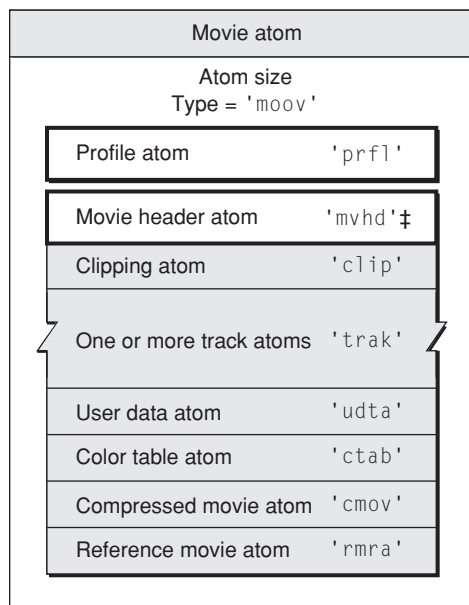 Movie atom
Atom size
Type = 'moov'
Profile atom 'prfl'
Movie header atom 'mvhd'‡
Clipping atom 'clip'
One or more track atoms 'trak'
User data atom 'udta'
Color table atom 'ctab'
Compressed movie atom 'cmov'
Reference movie atom 'rmra'